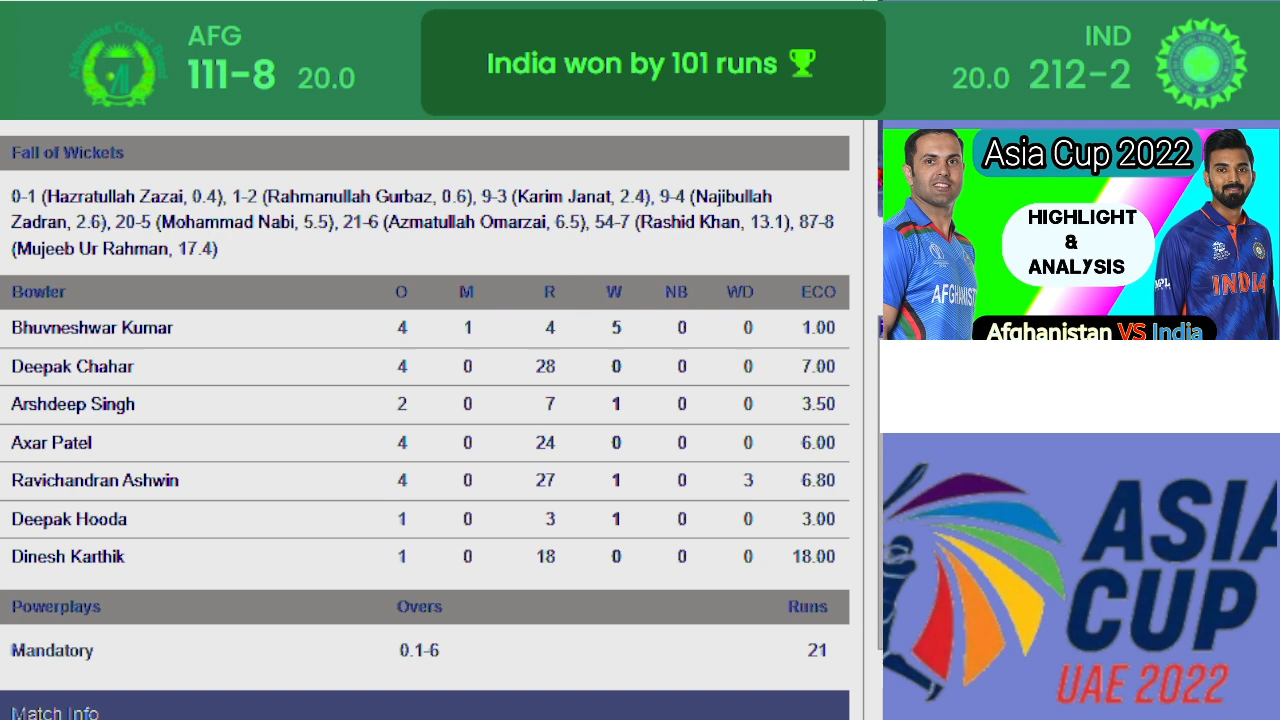 AFG
111-8 20.0
India won by 101 runs
IND
20.0 212-2
Fall of Wickets
0-1 (Hazratullah Zazai, 0.4), 1-2 (Rahmanullah Gurbaz, 0.6), 9-3 (Karim Janat, 2.4), 9-4 (Najibullah
Zadran, 2.6), 20-5 (Mohammad Nabi, 5.5), 21-6 (Azmatullah Omarzai, 6.5), 54-7 (Rashid Khan, 13.1), 87-8
(Mujeeb Ur Rahman, 17.4)
Bowler O M R W NB WD ECO
Bhuvneshwar Kumar 4 1 4 5 0 0 1.00
Deepak Chahar 4 0 28 0 0 0 7.00
Arshdeep Singh 2 0 7 1 0 0 3.50
Axar Patel 4 0 24 0 0 0 6.00
Ravichandran Ashwin 4 0 27 1 0 3 6.80
Deepak Hooda 1 0 3 1 0 0 3.00
Dinesh Karthik 1 0 18 0 0 0 18.00
Powerplays Overs Runs
Mandatory 0.1-6 21
Match Info
Asia Cup 2022
HIGHLIGHT
&
ANALYSIS
AFGHANIST
MPL
INDIA
Afghanistan VS India
ASIA
CUP
UAE 2022